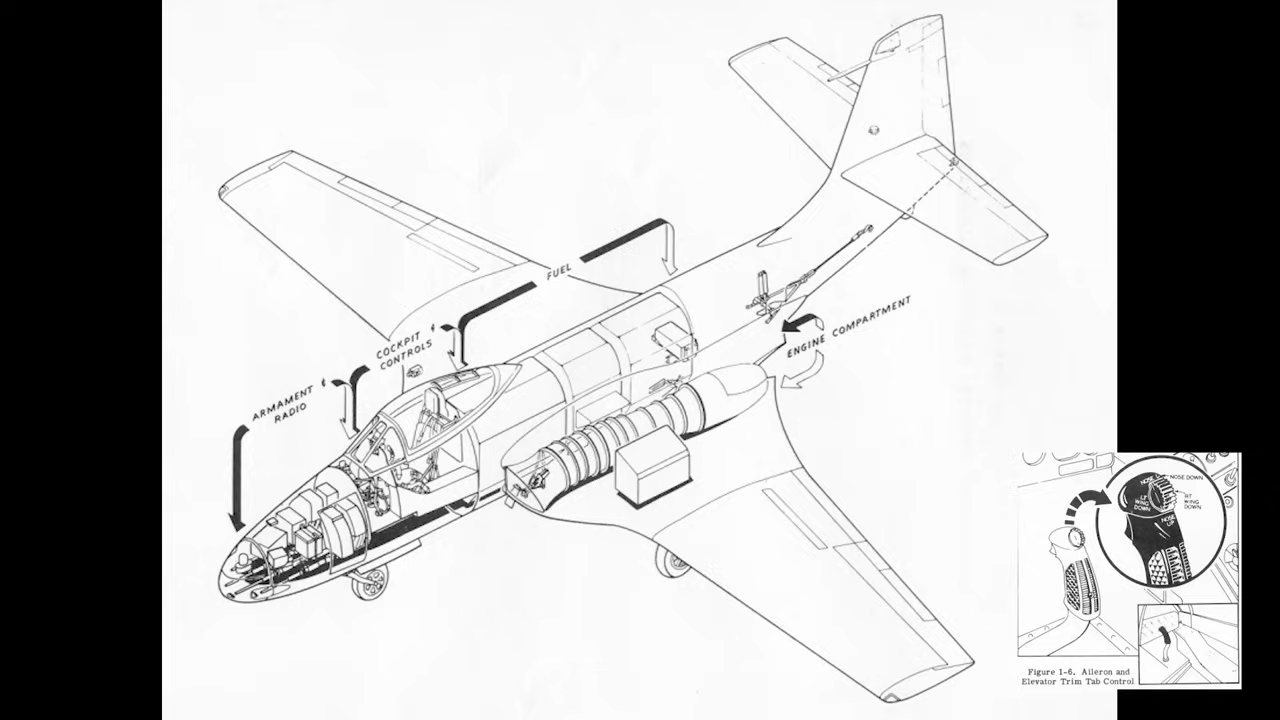 FUEL
COCKPIT &
CONTROLS
ARMAMENT &
RADIO
ENGINE COMPARTMENT
NOSE DOWN
LT
WING
DOWN
RT
WING
DOWN
NOSE
UP
Figure 1-6. Aileron and
Elevator Trim Tab Control